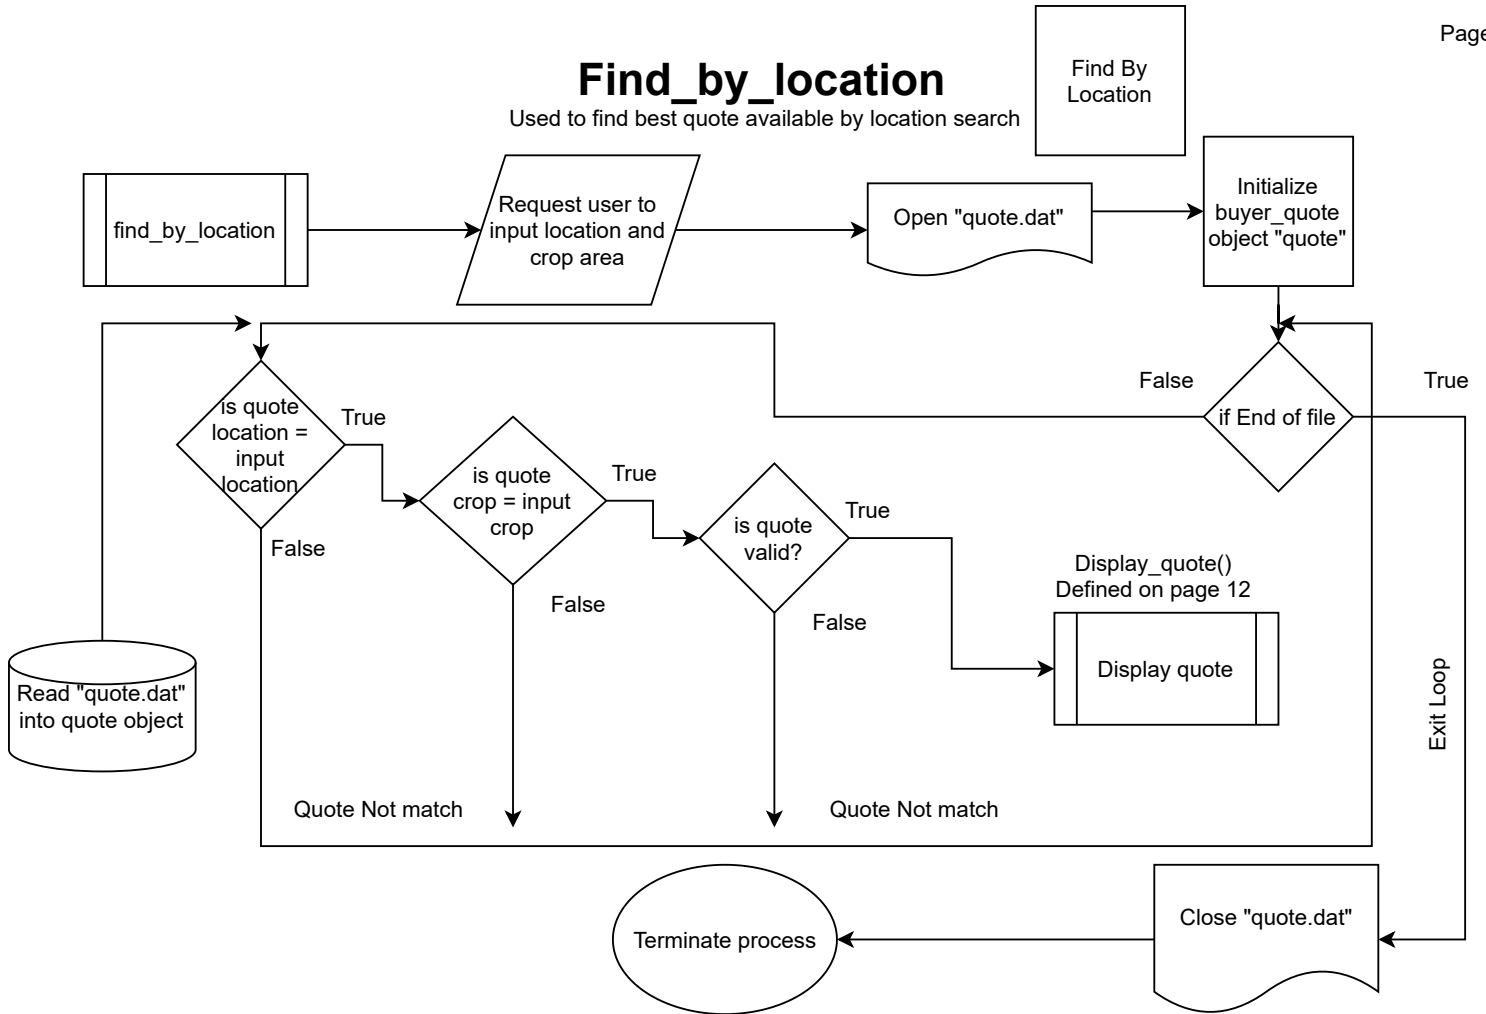 Page
Find By
Location
Find_by_location
Used to find best quote available by location search
find_by_location
Request user to
input location and
crop area
Open "quote.dat"
Initialize
buyer_quote
object "quote"
False
if End of file
True
is quote
location =
input
location
True
False
is quote
crop = input
crop
True
False
is quote
valid?
True
False
Display_quote()
Defined on page 12
Display quote
Read "quote.dat"
into quote object
Exit Loop
Quote Not match
Quote Not match
Terminate process
Close "quote.dat"